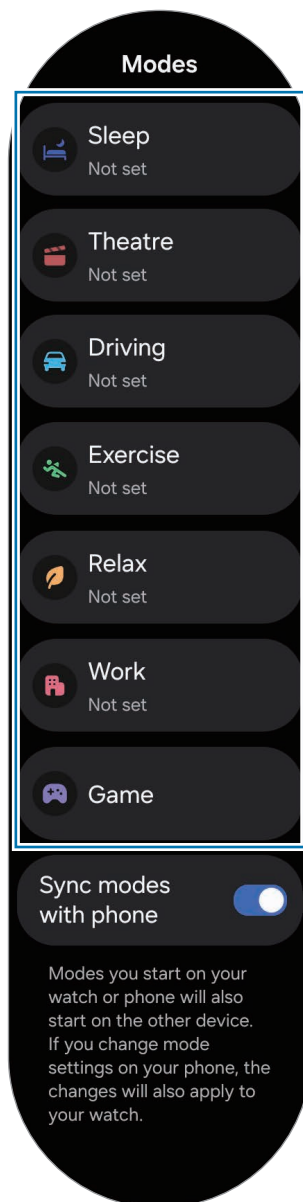 Modes
Sleep
Not set
Theatre
Not set
Driving
Not set
Exercise
Not set
Relax
Not set
Work
Not set
Game
Sync modes
with phone
Modes you start on your
watch or phone will also
start on the other device.
If you change mode
settings on your phone, the
changes will also apply to
your watch.